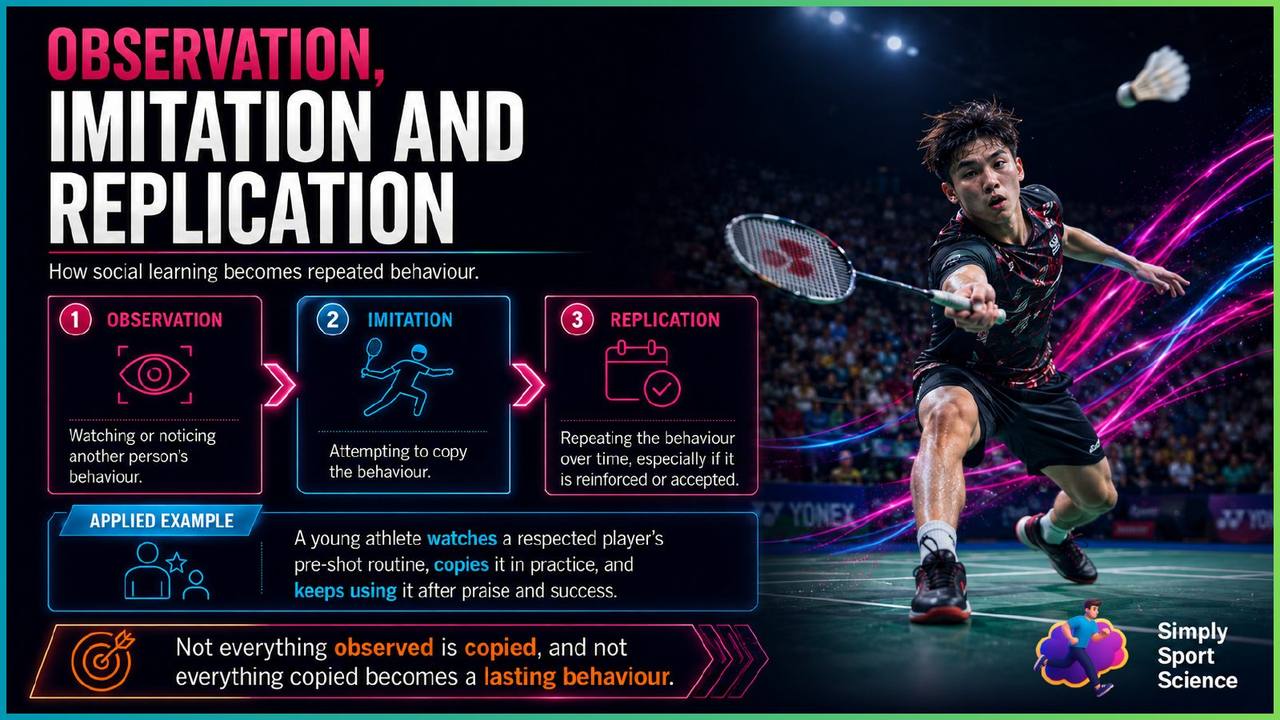 OBSERVATION,
IMITATION AND
REPLICATION
How social learning becomes repeated behaviour.
1 OBSERVATION
Watching or noticing
another person's
behaviour.
2 IMITATION
Attempting to copy
the behaviour.
3 REPLICATION
Repeating the behaviour
over time, especially if it
is reinforced or accepted.
APPLIED EXAMPLE
A young athlete watches a respected player's
pre-shot routine, copies it in practice, and
keeps using it after praise and success.
Not everything observed is copied, and not
everything copied becomes a lasting behaviour.
YONEX
Simply
Sport
Science